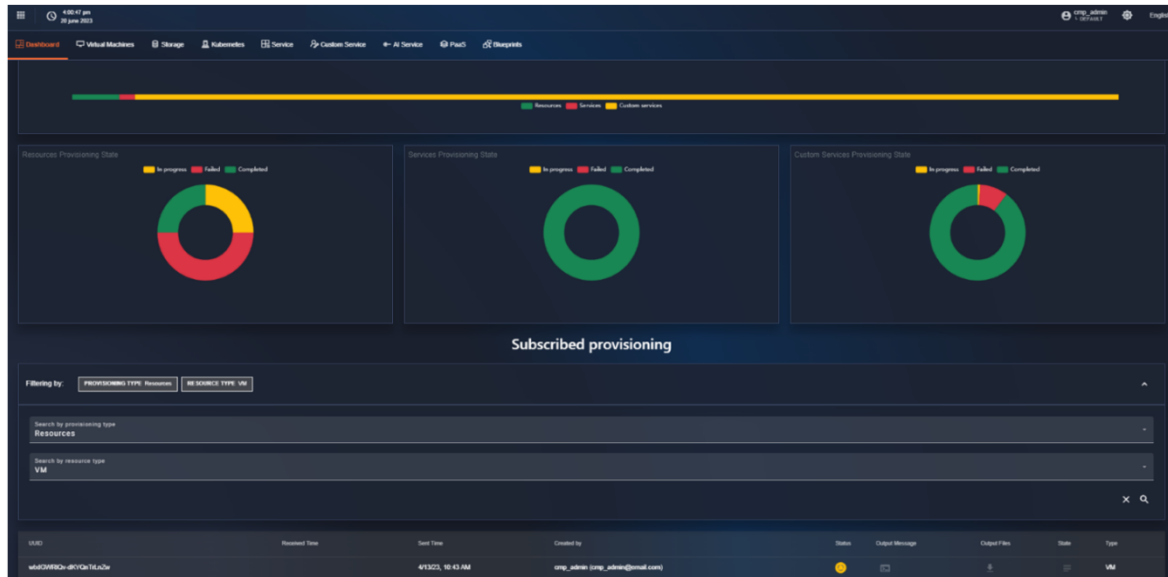 4:00:47 pm
20 june 2023
cmp_admin
DEFAULT
Englis
Dashboard Virtual Machines Storage Kubernetes Service Custom Service AI Service PaaS Blueprints
Resources Services Custom services
Resources Provisioning State
In progress Failed Completed
Services Provisioning State
In progress Failed Completed
Custom Services Provisioning State
In progress Failed Completed
Subscribed provisioning
Filtering by: PROVISIONING TYPE Resources RESOURCE TYPE VM
Search by provisioning type
Resources
Search by resource type
VM
UUID Received Time Sent Time Created by Status Output Message Output Files State Type
4/13/23, 10:43 AM cmp_admin (cmp_admin@email.com) VM